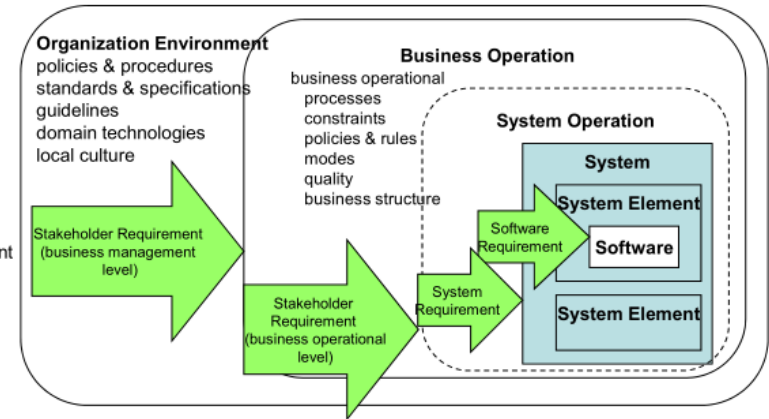 Organization Environment
policies & procedures
standards & specifications
guidelines
domain technologies
local culture
Business Operation
business operational
processes
constraints
policies & rules
modes
quality
business structure
System Operation
System
System Element
Software
System Element
Stakeholder Requirement
(business management
level)
Stakeholder
Requirement
(business operational
level)
System
Requirement
Software
Requirement
nt